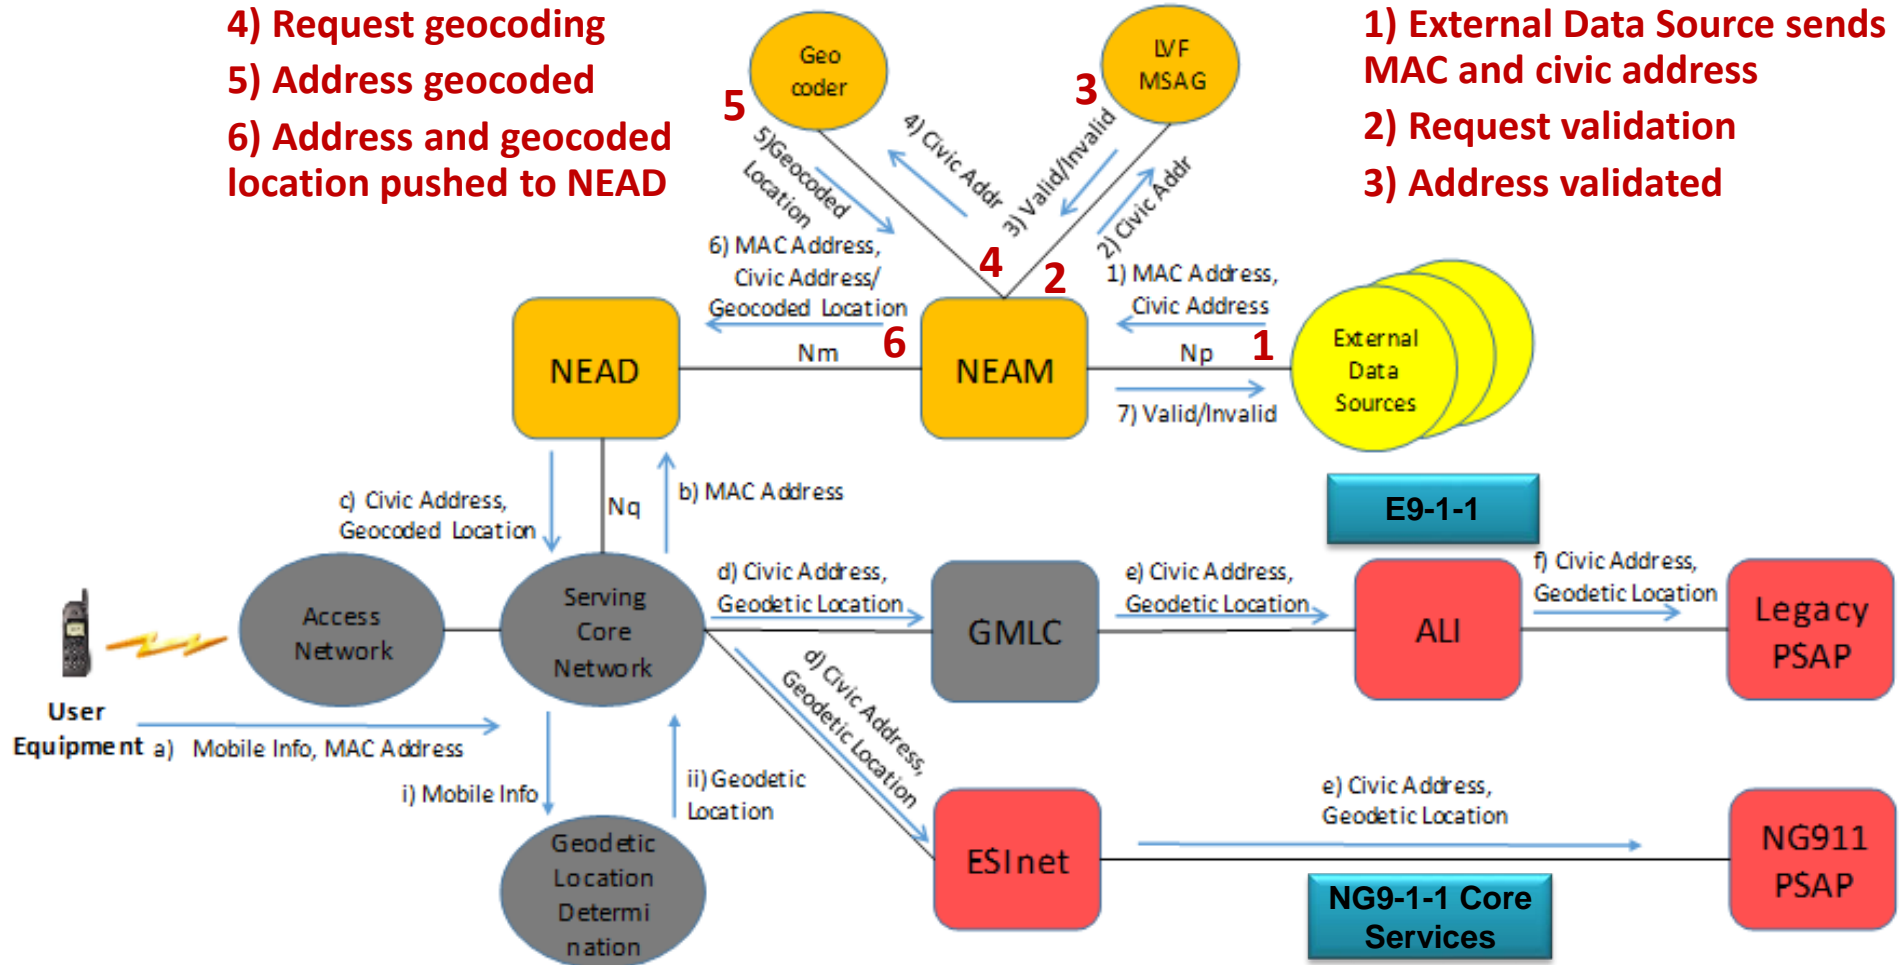 4) Request geocoding
5) Address geocoded
6) Address and geocoded
location pushed to NEAD
1) External Data Source sends
MAC and civic address
2) Request validation
3) Address validated
Geo
coder
LVF
MSAG
5
3
5)Geocoded
Location
4) Civic Addr
3) Valid/Invalid
2) Civic Addr
6) MAC Address,
Civic Address/
Geocoded Location
4
2
1) MAC Address,
Civic Address
NEAD
Nm
6
NEAM
Np
1
7) Valid/Invalid
External
Data
Sources
c) Civic Address,
Geocoded Location
Nq
b) MAC Address
E9-1-1
Access
Network
Serving
Core
Network
d) Civic Address,
Geodetic Location
GMLC
e) Civic Address,
Geodetic Location
ALI
f) Civic Address,
Geodetic Location
Legacy
PSAP
User
Equipment
a) Mobile Info, MAC Address
i) Mobile Info
ii) Geodetic
Location
d) Civic Address,
Geodetic Location
Geodetic
Location
Determi
nation
ESInet
e) Civic Address,
Geodetic Location
NG911
PSAP
NG9-1-1 Core
Services